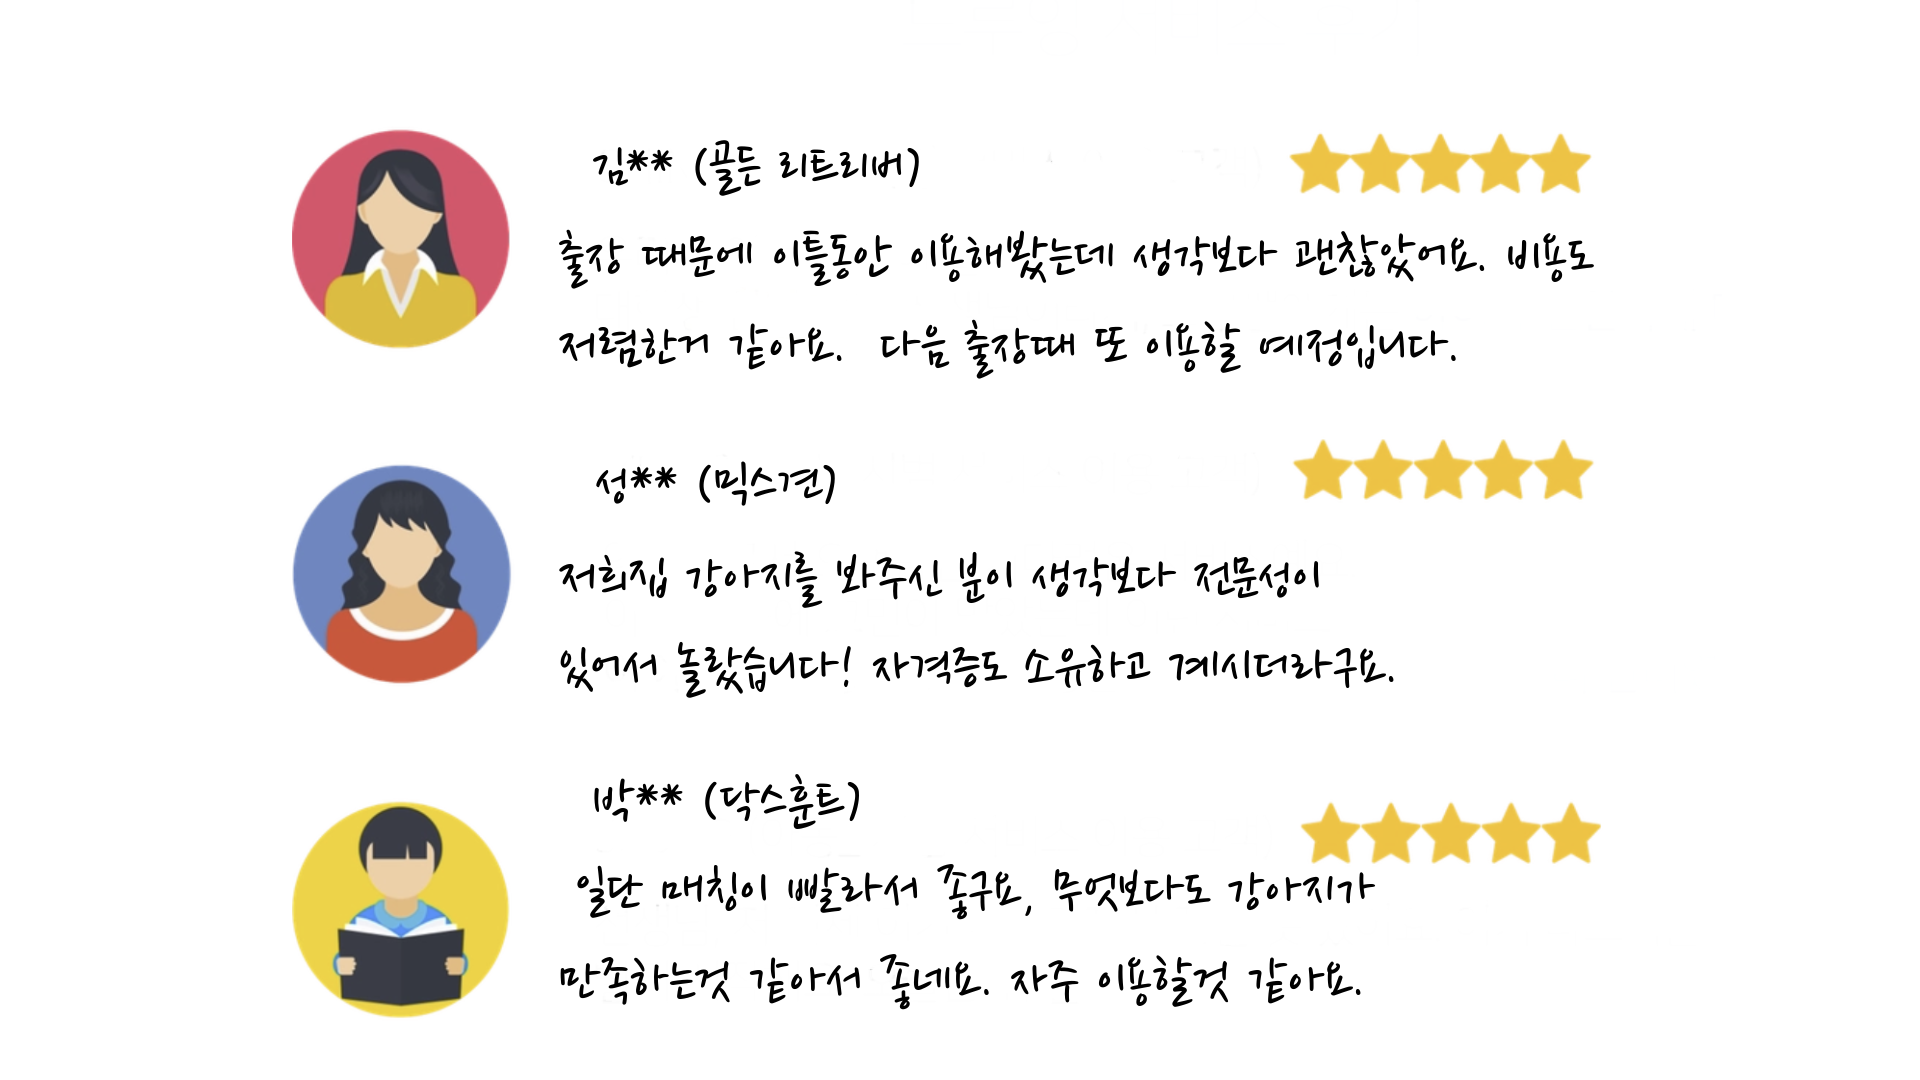 김** (골든 리트리버)
출장 때문에 이틀동안 이용해봤는데 생각보다 괜찮았어요. 비용도
저렴한거 같아요. 다음 출장때 또 이용할 예정입니다.
성** (믹스견)
저희집 강아지를 봐주신 분이 생각보다 전문성이
있어서 놀랐습니다! 자격증도 소유하고 계시더라구요.
박** (닥스훈트)
일단 매칭이 빨라서 좋구요, 무엇보다도 강아지가
만족하는것 같아서 좋네요. 자주 이용할것 같아요.